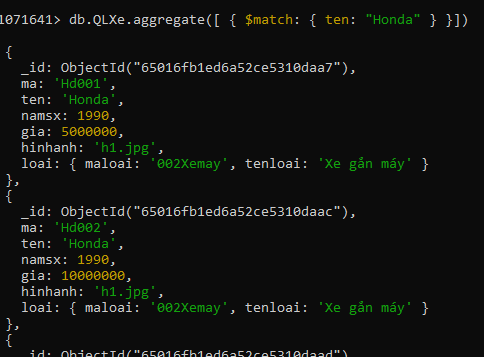 1071641> db.QLXe.aggregate([ { $match: { ten: "Honda" } }])
{
_id: ObjectId("65016fb1ed6a52ce5310daa7"),
ma: 'Hd001',
ten: 'Honda',
namsx: 1990,
gia: 5000000,
hinhanh: 'h1.jpg',
loai: { maloai: '002Xemay', tenloai: 'Xe gắn máy' }
},
{
_id: ObjectId("65016fb1ed6a52ce5310daac"),
ma: 'Hd002',
ten: 'Honda',
namsx: 1990,
gia: 10000000,
hinhanh: 'h1.jpg',
loai: { maloai: '002Xemay', tenloai: 'Xe gắn máy' }
},
{
_id: ObjectId("65016fb1ed6a52ce5310daad"),